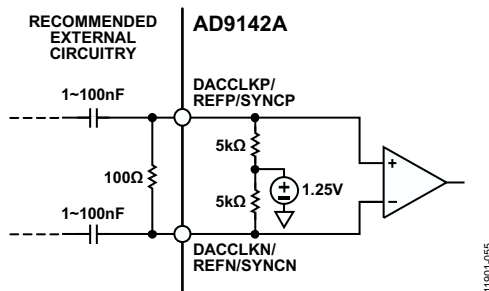 RECOMMENDED
EXTERNAL
CIRCUITRY
AD9142A
1~100nF
DACCLKP/
REFP/SYNCP
5kΩ
100Ω
1.25V
5kΩ
1~100nF
DACCLKN/
REFN/SYNCN
11901-055